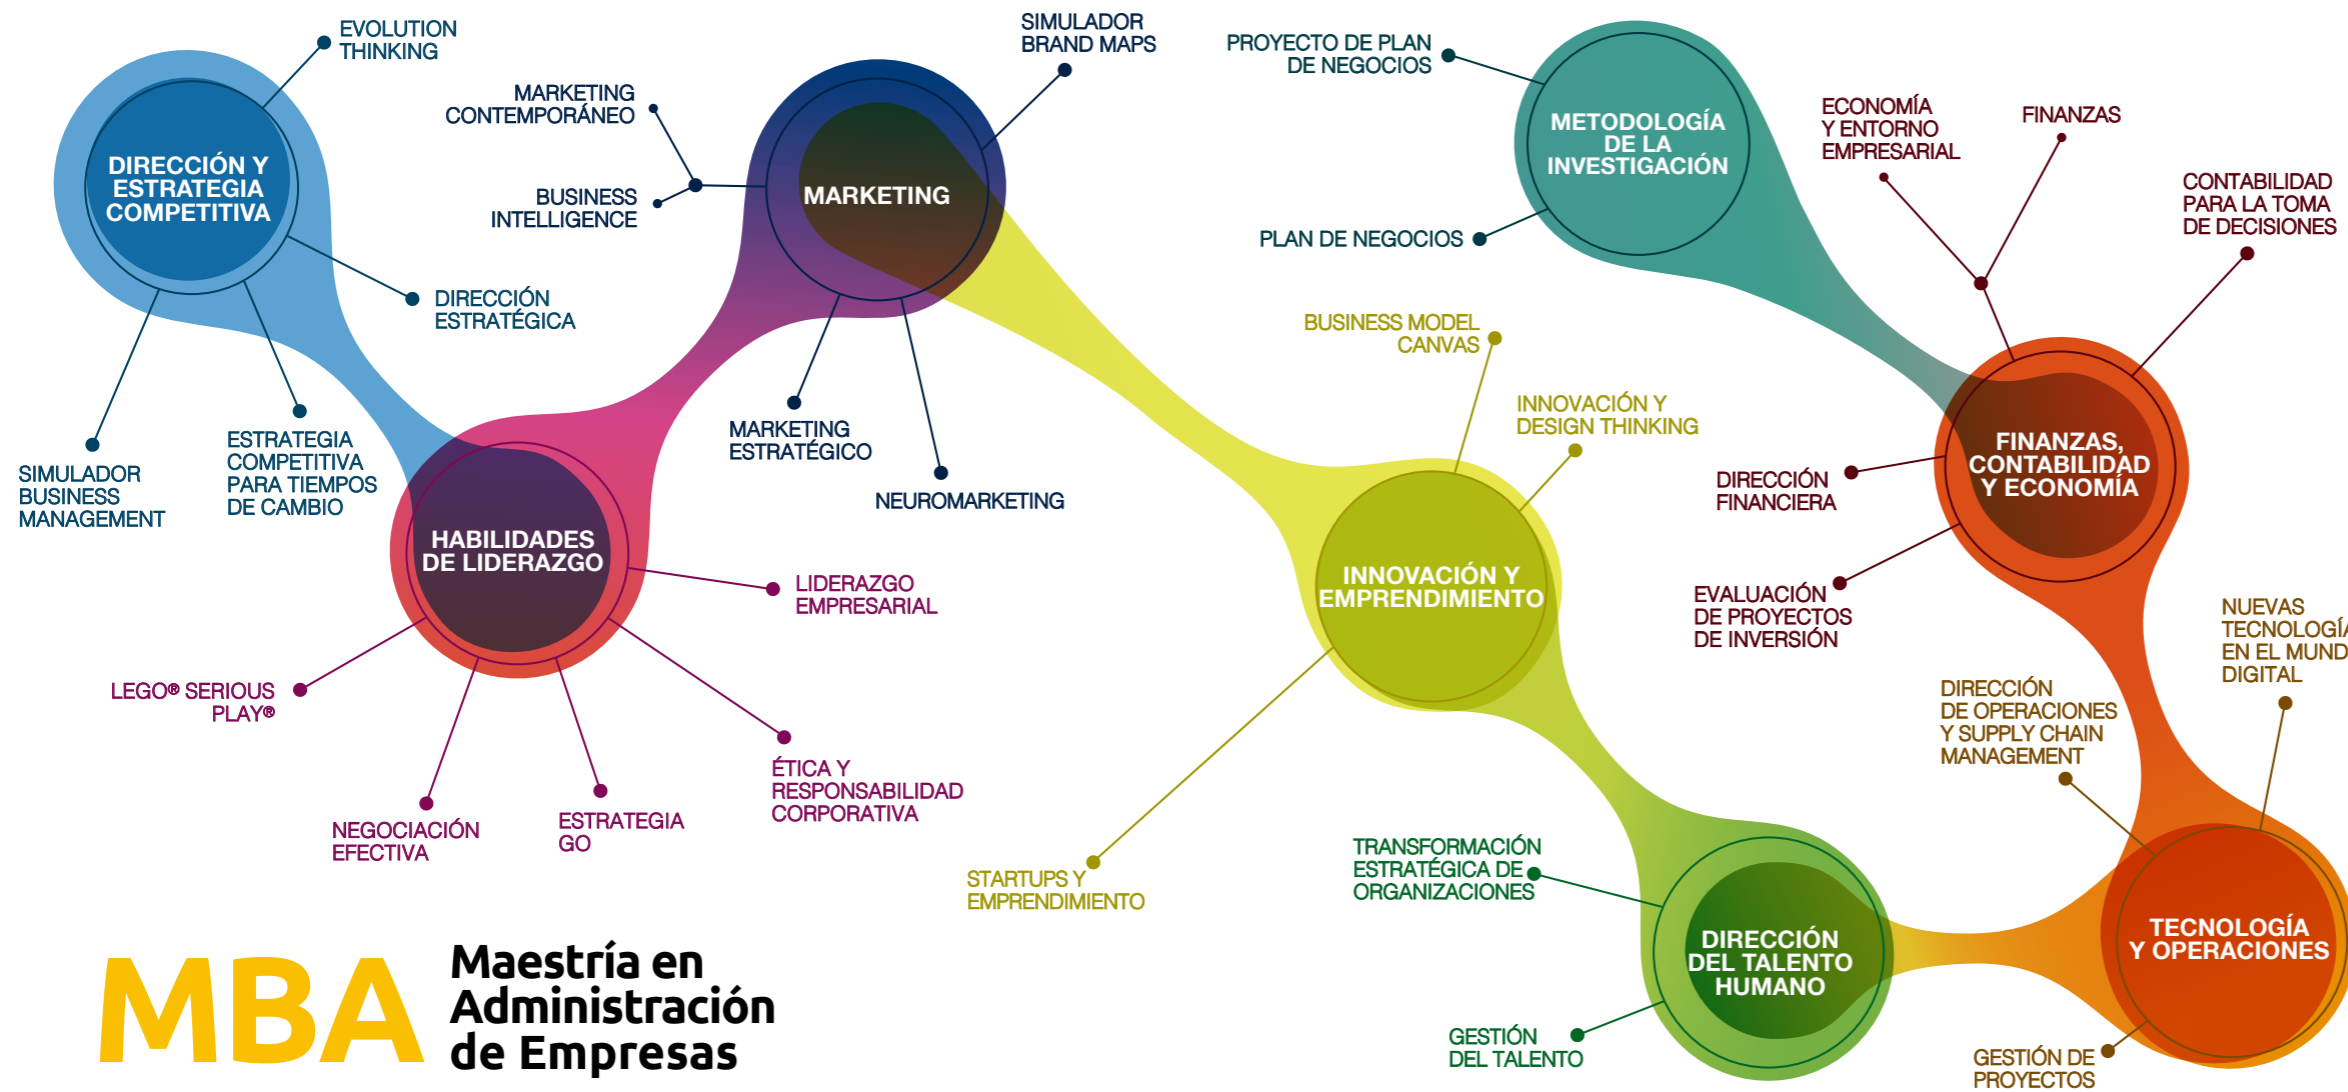 EVOLUTION
THINKING
DIRECCIÓN Y
ESTRATEGIA
COMPETITIVA
DIRECCIÓN
ESTRATÉGICA
ESTRATEGIA
COMPETITIVA
PARA TIEMPOS
DE CAMBIO
SIMULADOR
BUSINESS
MANAGEMENT
MARKETING
CONTEMPORÁNEO
BUSINESS
INTELLIGENCE
SIMULADOR
BRAND MAPS
MARKETING
MARKETING
ESTRATÉGICO
NEUROMARKETING
HABILIDADES
DE LIDERAZGO
LIDERAZGO
EMPRESARIAL
LEGO® SERIOUS
PLAY®
NEGOCIACIÓN
EFECTIVA
ESTRATEGIA
GO
ÉTICA Y
RESPONSABILIDAD
CORPORATIVA
PROYECTO DE PLAN
DE NEGOCIOS
METODOLOGÍA
DE LA
INVESTIGACIÓN
PLAN DE NEGOCIOS
BUSINESS MODEL
CANVAS
INNOVACIÓN Y
DESIGN THINKING
INNOVACIÓN Y
EMPRENDIMIENTO
STARTUPS Y
EMPRENDIMIENTO
ECONOMÍA
Y ENTORNO
EMPRESARIAL
FINANZAS
CONTABILIDAD
PARA LA TOMA
DE DECISIONES
FINANZAS,
CONTABILIDAD
Y ECONOMÍA
DIRECCIÓN
FINANCIERA
EVALUACIÓN
DE PROYECTOS
DE INVERSIÓN
NUEVAS
TECNOLOGÍA
EN EL MUND
DIGITAL
DIRECCIÓN
DE OPERACIONES
Y SUPPLY CHAIN
MANAGEMENT
TECNOLOGÍA
Y OPERACIONES
GESTIÓN DE
PROYECTOS
TRANSFORMACIÓN
ESTRATÉGICA DE
ORGANIZACIONES
DIRECCIÓN
DEL TALENTO
HUMANO
GESTIÓN
DEL TALENTO
MBA
Maestría en
Administración
de Empresas